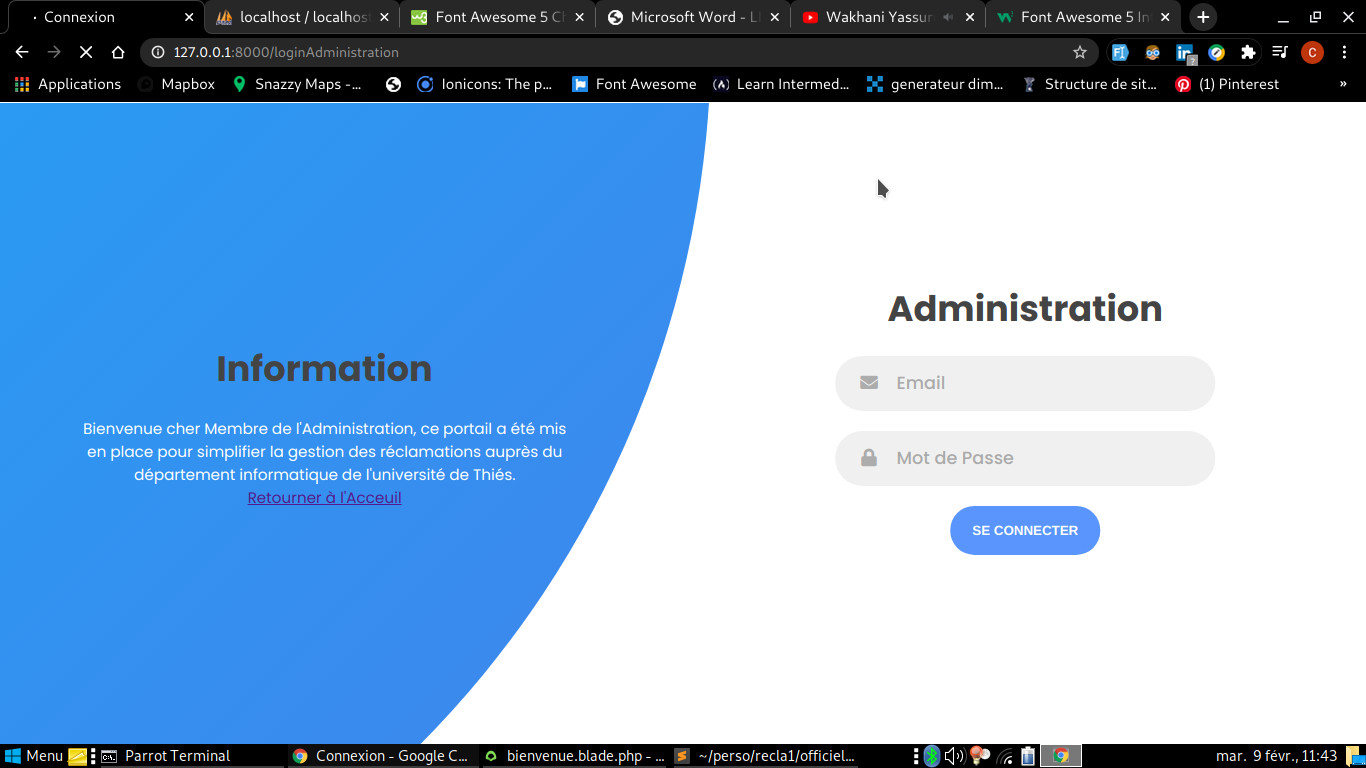 Connexion
localhost / localhos
Font Awesome 5 C
Microsoft Word - L
Wakhani Yassur
Font Awesome 5 In
127.0.0.1:8000/loginAdministration
C
Applications
Mapbox
Snazzy Maps -...
Ionicons: The p...
Font Awesome
Learn Intermed...
generateur dim...
Structure de sit...
(1) Pinterest
»
Administration
Information
Email
Bienvenue cher Membre de l'Administration, ce portail a été mis
en place pour simplifier la gestion des réclamations auprès du
département informatique de l'université de Thiés.
Retourner à l'Acceuil
Mot de Passe
SE CONNECTER
Menu
Parrot Terminal
Connexion - Google C...
bienvenue.blade.php - ...
~/perso/recla1/officiel...
mar. 9 févr., 11:43